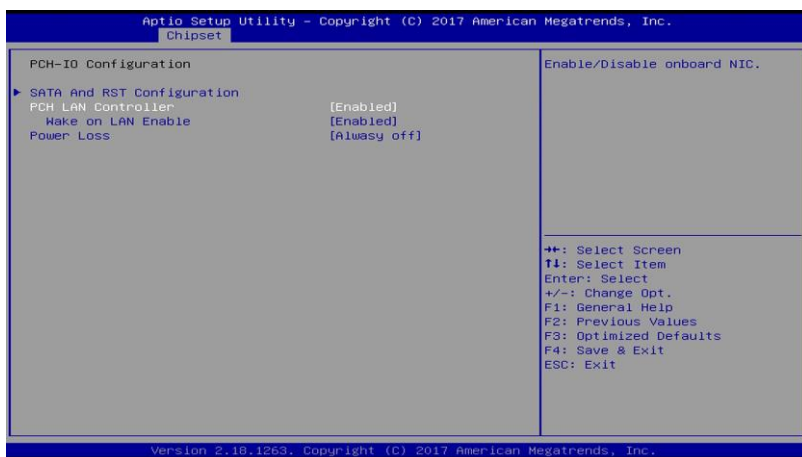 Aptio Setup Utility – Copyright (C) 2017 American Megatrends, Inc.
Chipset
PCH-IO Configuration
▶ SATA And RST Configuration
PCH LAN Controller [Enabled]
Wake on LAN Enable [Enabled]
Power Loss [Alwasy off]
Enable/Disable onboard NIC.
→←: Select Screen
↑↓: Select Item
Enter: Select
+/-: Change Opt.
F1: General Help
F2: Previous Values
F3: Optimized Defaults
F4: Save & Exit
ESC: Exit
Version 2.18.1263. Copyright (C) 2017 American Megatrends, Inc.